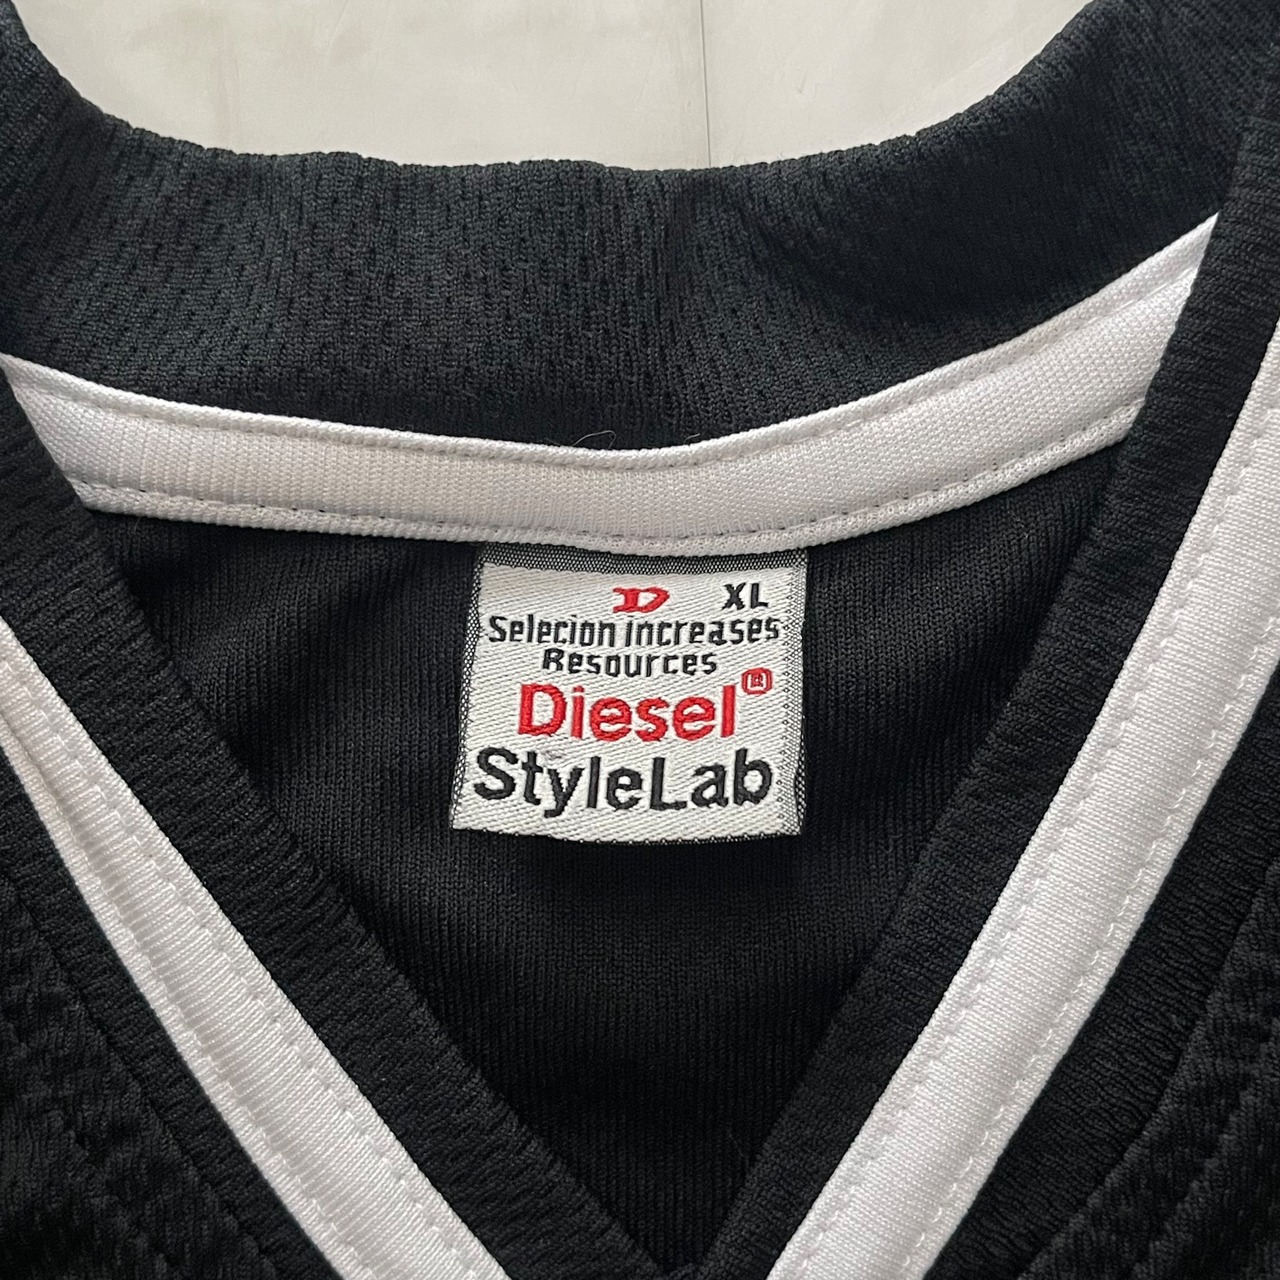 D XL
Selecion increases
Resources
Diesel®
StyleLab